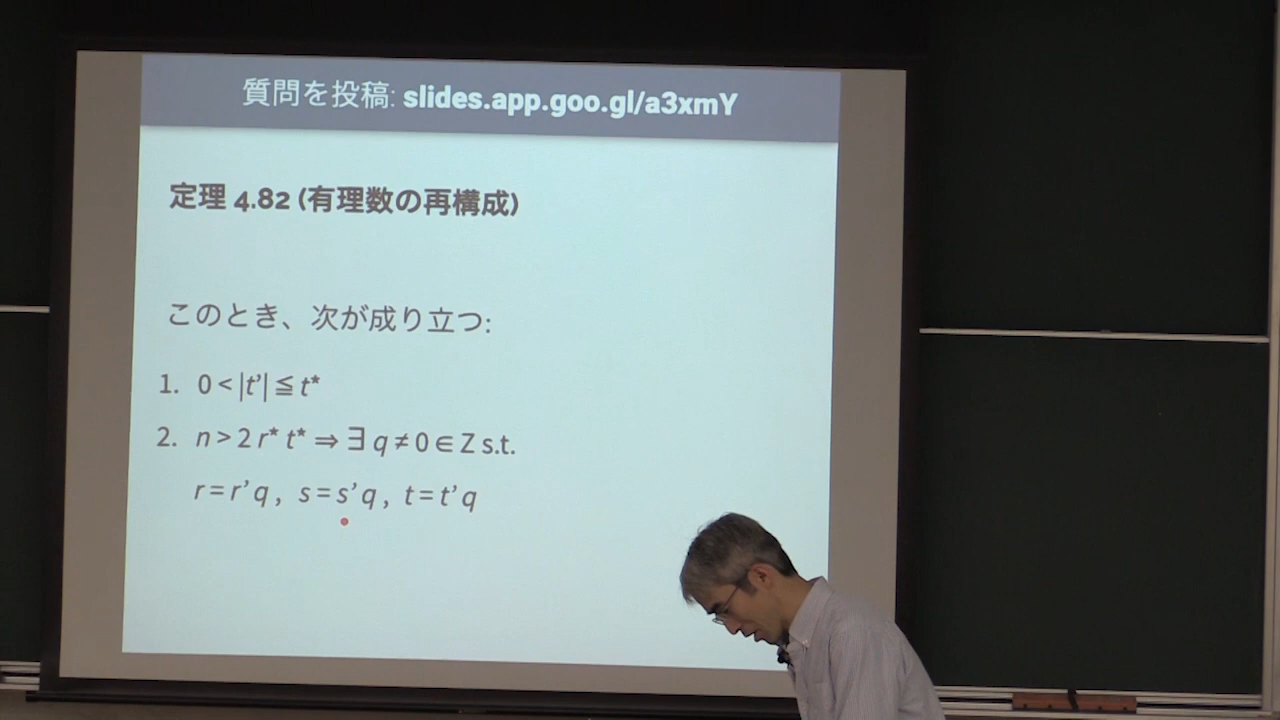 質問を投稿: slides.app.goo.gl/a3xmY
定理 4.82 (有理数の再構成)
このとき、次が成り立つ:
1. 0 < |t’| ≦ t*
2. n > 2 r* t* ⇒ ∃ q ≠ 0 ∈ Z s.t.
r = r’ q , s = s’ q , t = t’ q